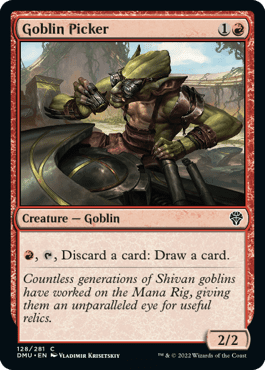 Goblin Picker 1
Creature — Goblin
, , Discard a card: Draw a card.
Countless generations of Shivan goblins
have worked on the Mana Rig, giving
them an unparalleled eye for useful
relics.
2/2
128/281 C
DMU • EN Vladimir Krisetskiy
™ & © 2022 Wizards of the Coast